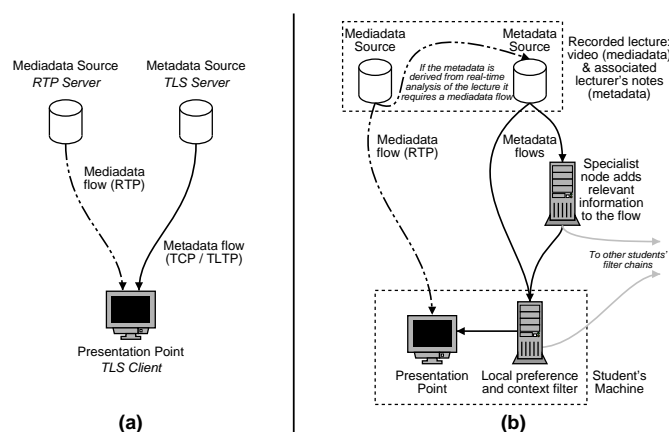 Mediadata Source
RTP Server
Metadata Source
TLS Server
Mediadata
flow (RTP)
Metadata flow
(TCP / TLTP)
Presentation Point
TLS Client
(a)
Mediadata
Source
Metadata
Source
If the metadata is
derived from real-time
analysis of the lecture it
requires a mediadata flow
Recorded lecture:
video (mediadata)
& associated
lecturer's notes
(metadata)
Mediadata
flow (RTP)
Metadata
flows
Specialist
node adds
relevant
information
to the flow
To other students'
filter chains
Presentation
Point
Local preference
and context filter
Student's
Machine
(b)